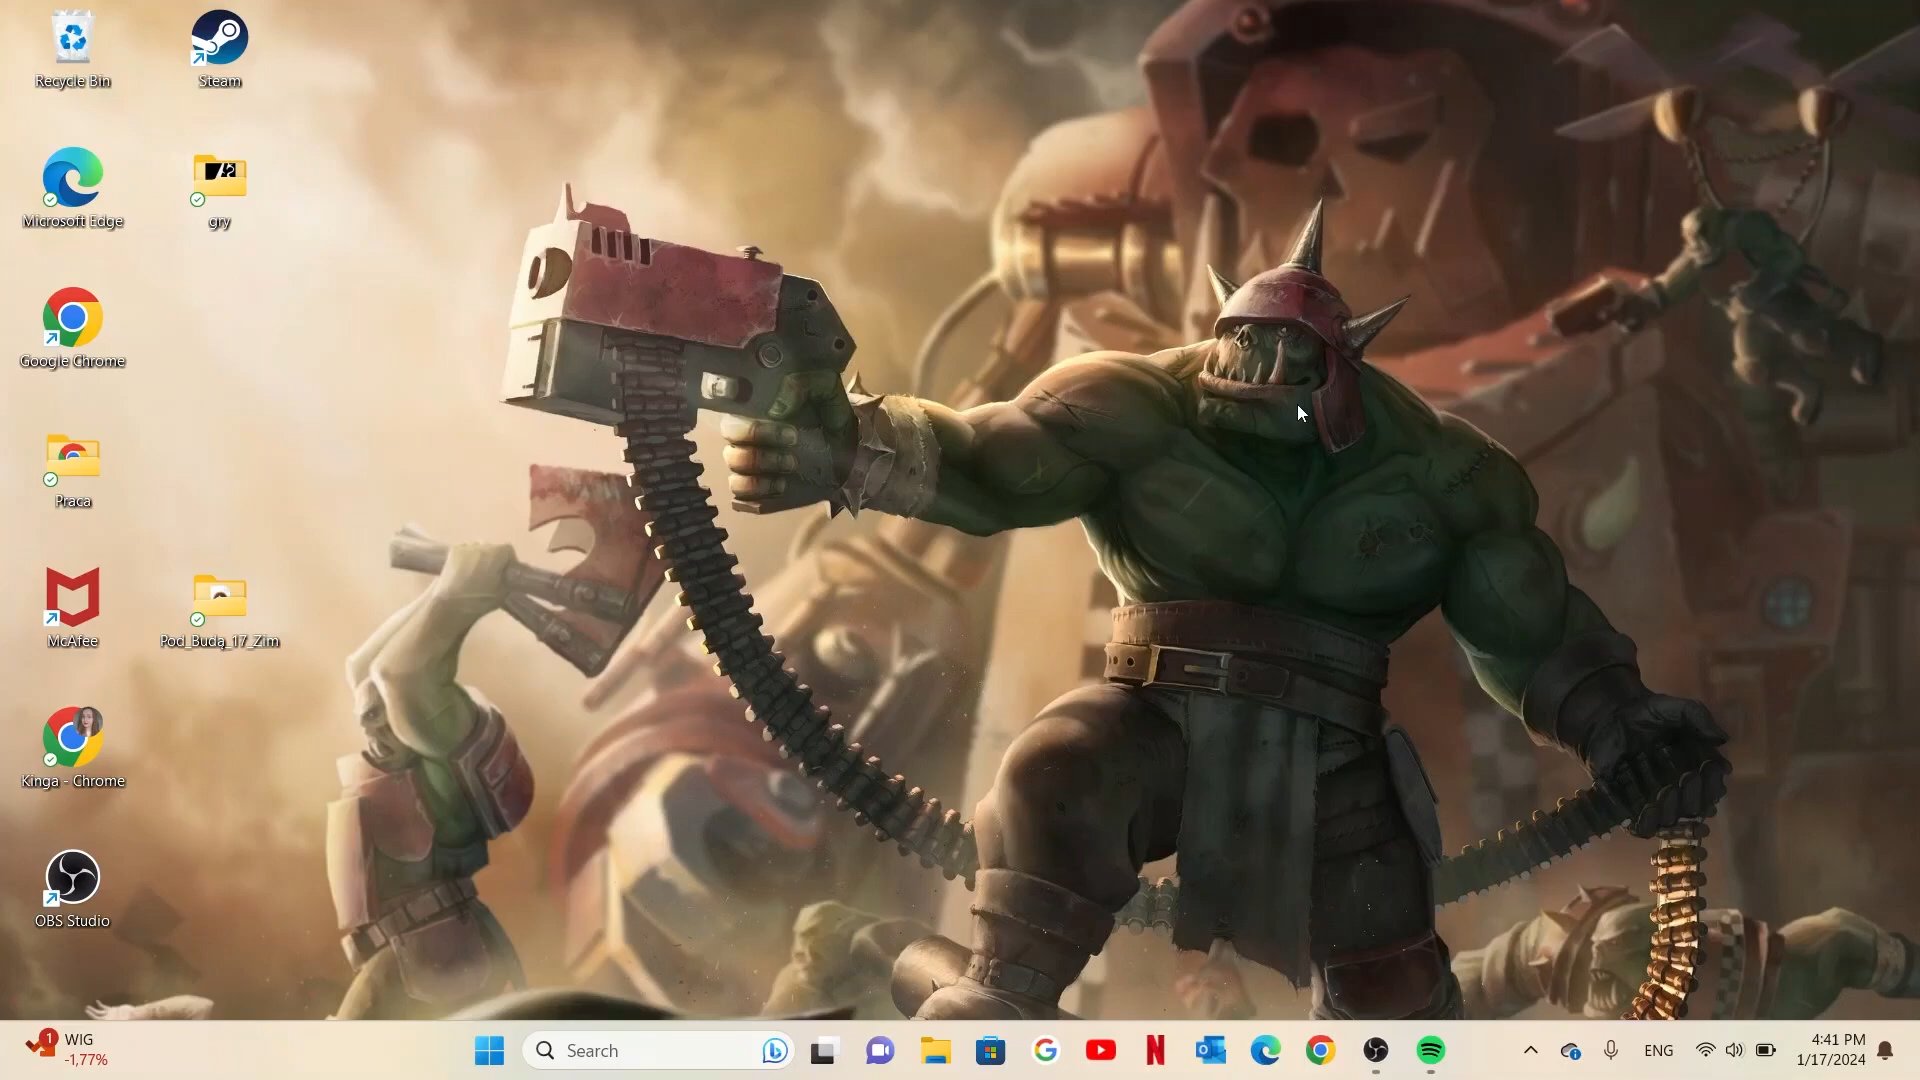 Recycle Bin
Steam
Microsoft Edge
gry
Google Chrome
Praca
McAfee
Pod_Budą_17_Zim
Kinga - Chrome
OBS Studio
1
WIG
-1,77%
Search
ENG
4:41 PM
1/17/2024